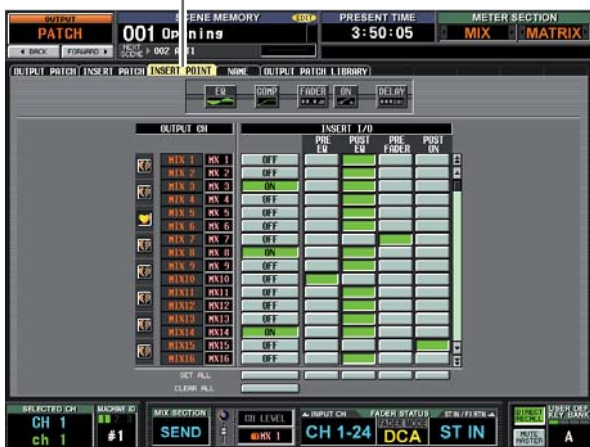 OUTPUT
PATCH
SCENE MEMORY
EDIT
001 Opening
PRESENT TIME
3:50:05
METER SECTION
MIX MATRIX
BACK FORWARD
NEXT SCENE 002 ACT1
OUTPUT PATCH INSERT PATCH INSERT POINT NAME OUTPUT PATCH LIBRARY
EQ COMP FADER ON DELAY
OUTPUT CH INSERT I/O
PRE EQ POST EQ PRE FADER POST ON
MIX 1 MX 1 OFF
MIX 2 MX 2 OFF
MIX 3 MX 3 ON
MIX 4 MX 4 OFF
MIX 5 MX 5 OFF
MIX 6 MX 6 OFF
MIX 7 MX 7 OFF
MIX 8 MX 8 ON
MIX 9 MX 9 OFF
MIX10 MX10 OFF
MIX11 MX11 OFF
MIX12 MX12 OFF
MIX13 MX13 OFF
MIX14 MX14 ON
MIX15 MX15 OFF
MIX16 MX16 OFF
SET ALL
CLEAR ALL
SELECTED CH
CH 1
ch 1
MACHINE ID
#1
MIX SECTION
SEND
CH LEVEL
MIX 1
INPUT CH
CH 1-24
FADER STATUS
FADER MODE
DCA
ST IN/FX RTN
ST IN
DIRECT RECALL
MUTE MASTER
USER DEF KEY BANK
A